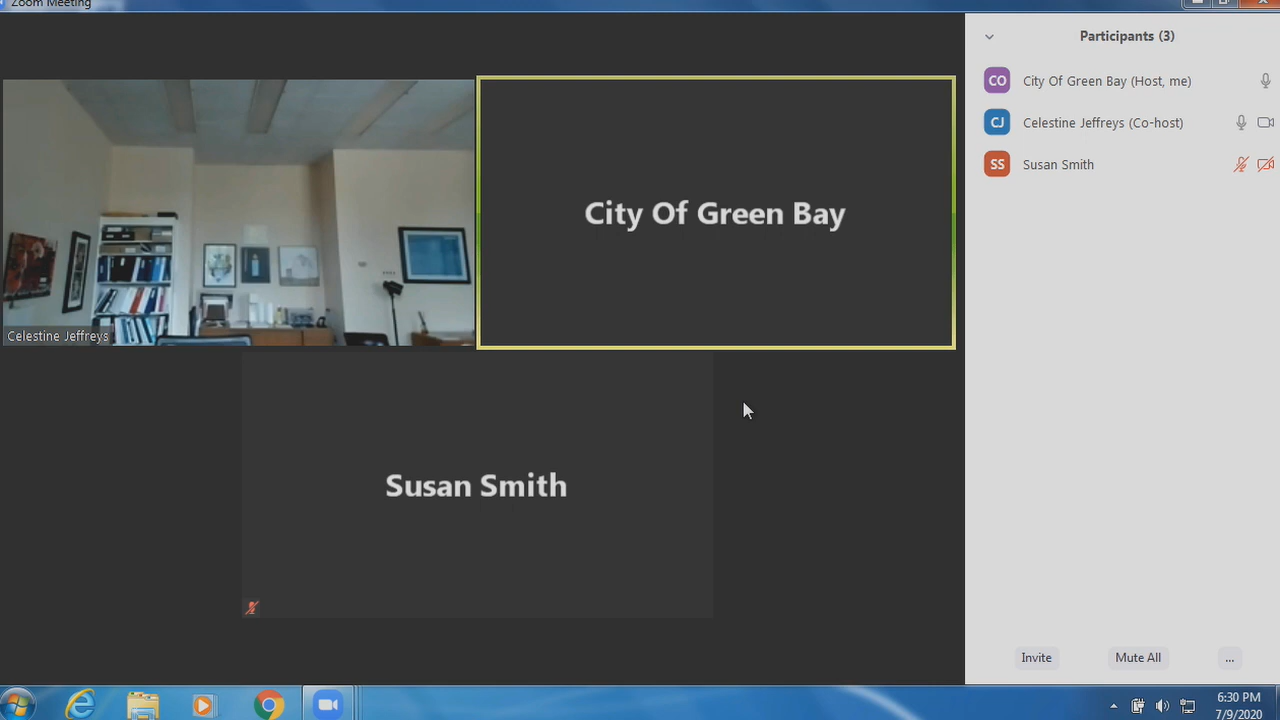 Zoom Meeting
Participants (3)
CO City Of Green Bay (Host, me)
CJ Celestine Jeffreys (Co-host)
SS Susan Smith
Celestine Jeffreys
City Of Green Bay
Susan Smith
Invite
Mute All
...
6:30 PM
7/9/2020